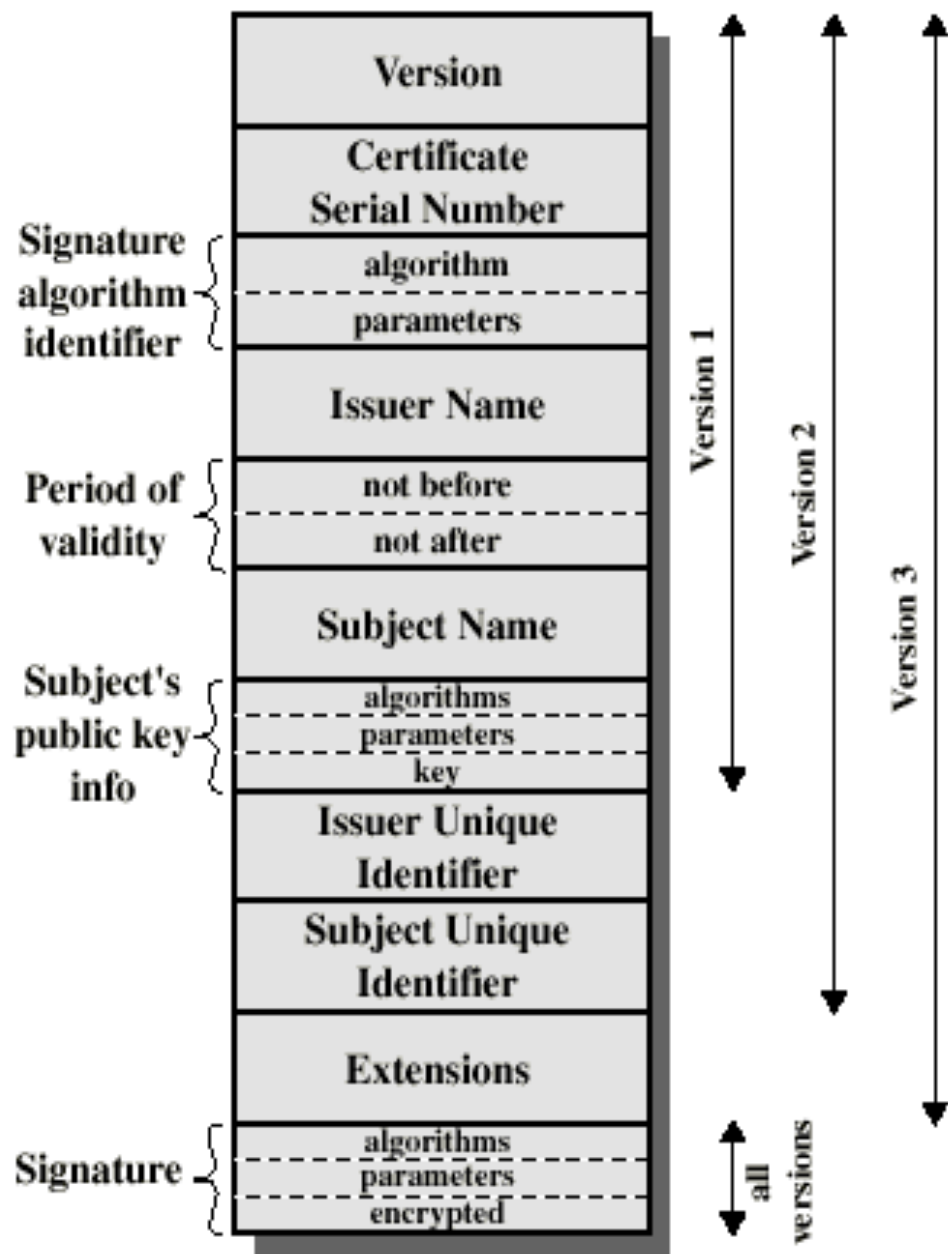 Version
Certificate
Serial Number
Signature
algorithm
identifier
algorithm
parameters
Issuer Name
Period of
validity
not before
not after
Subject Name
Subject's
public key
info
algorithms
parameters
key
Issuer Unique
Identifier
Subject Unique
Identifier
Extensions
Signature
algorithms
parameters
encrypted
Version 1
Version 2
Version 3
all
versions